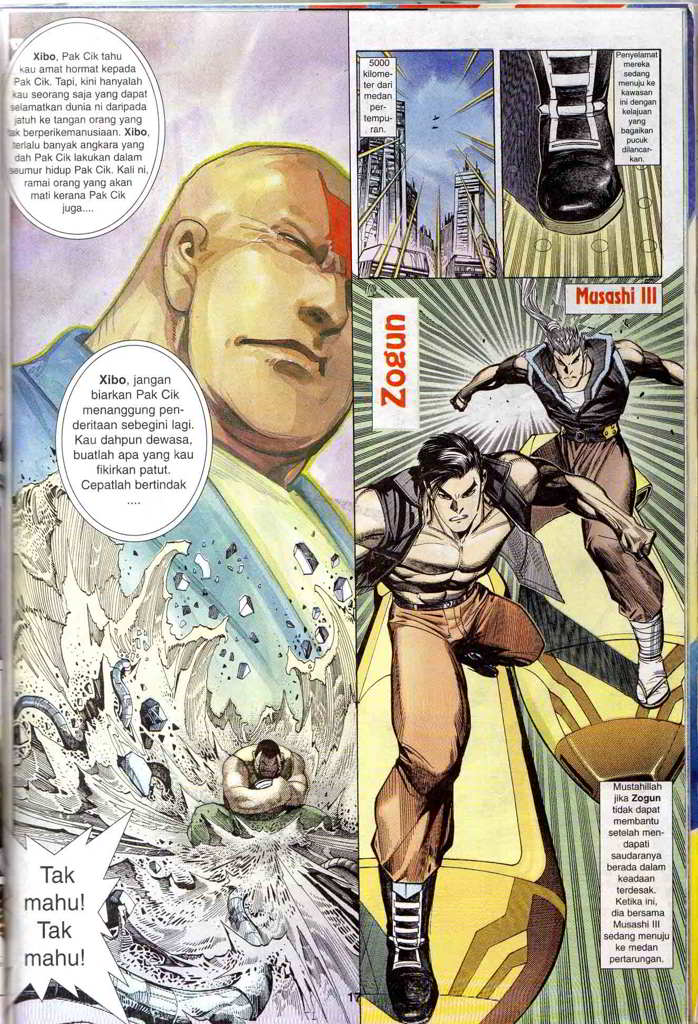 Xibo, Pak Cik tahu
kau amat hormat kepada
Pak Cik. Tapi, kini hanyalah
kau seorang saja yang dapat
selamatkan dunia ni daripada
jatuh ke tangan orang yang
tak berperikemanusiaan. Xibo,
terlalu banyak angkara yang
dah Pak Cik lakukan dalam
seumur hidup Pak Cik. Kali ni,
ramai orang yang akan
mati kerana Pak Cik
juga....
Xibo, jangan
biarkan Pak Cik
menanggung pen-
deritaan sebegini lagi.
Kau dahpun dewasa,
buatlah apa yang kau
fikirkan patut.
Cepatlah bertindak
....
Tak
mahu!
Tak
mahu!
5000
kilome-
ter dari
medan
per-
tempu-
ran.
Penyelamat
mereka
sedang
menuju ke
kawasan
ini dengan
kelajuan
yang
bagaikan
pucuk
dilancar-
kan.
Musashi III
Zogun
Mustahillah
jika Zogun
tidak dapat
membantu
setelah men-
dapati
saudaranya
berada dalam
keadaan
terdesak.
Ketika ini,
dia bersama
Musashi III
sedang menuju
ke medan
pertarungan.